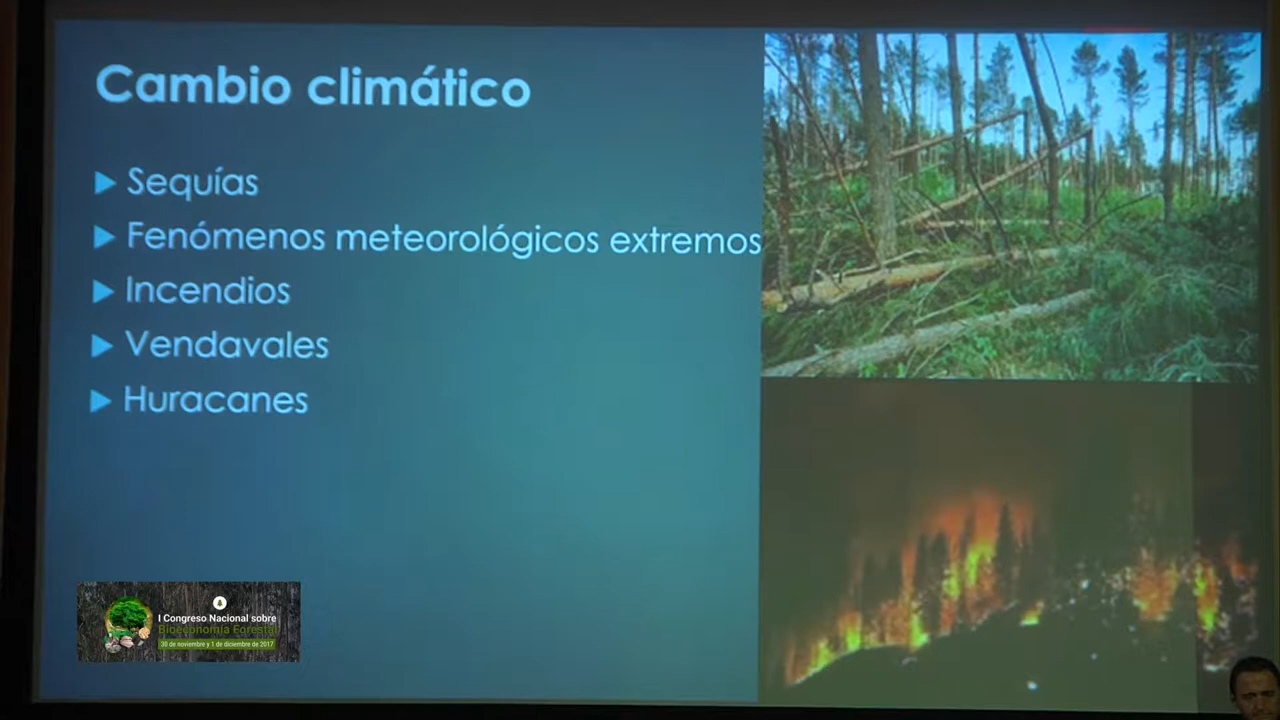 Cambio climático
Sequías
Fenómenos meteorológicos extremos
Incendios
Vendavales
Huracanes
I Congreso Nacional sobre
Bioeconomía Forestal
30 de noviembre y 1 de diciembre de 2017